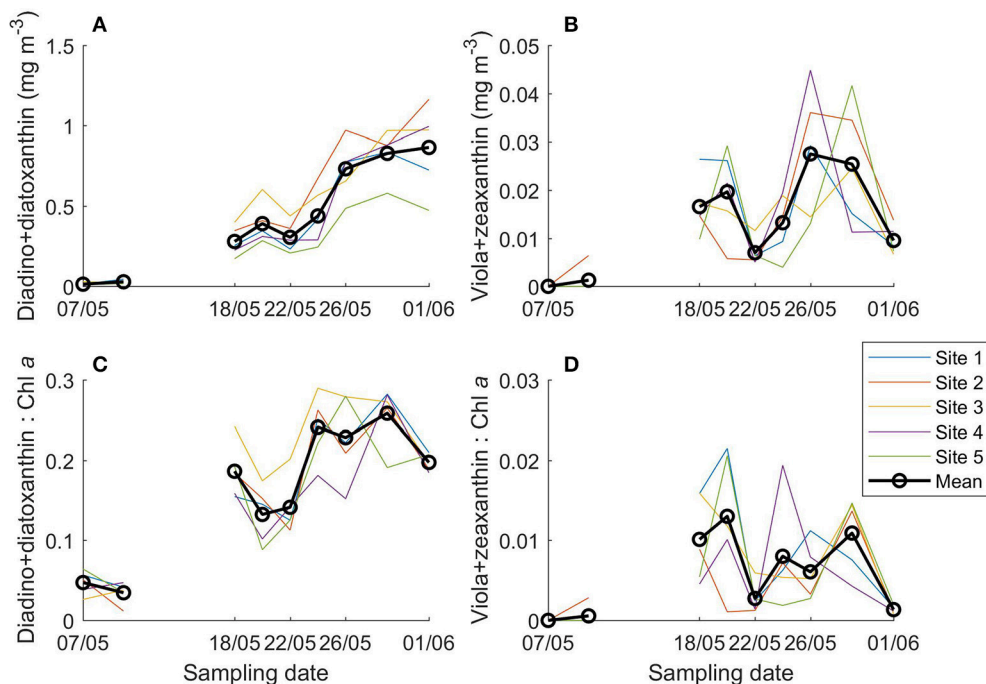 A
Diadino+diatoxanthin (mg m⁻³)
1.5
1
0.5
0
07/05
18/05
22/05
26/05
01/06
B
Viola+zeaxanthin (mg m⁻³)
0.05
0.04
0.03
0.02
0.01
0
07/05
18/05
22/05
26/05
01/06
C
Diadino+diatoxanthin : Chl a
0.3
0.2
0.1
0
07/05
18/05
22/05
26/05
01/06
Sampling date
D
Viola+zeaxanthin : Chl a
0.03
0.02
0.01
0
07/05
18/05
22/05
26/05
01/06
Sampling date
Site 1
Site 2
Site 3
Site 4
Site 5
Mean